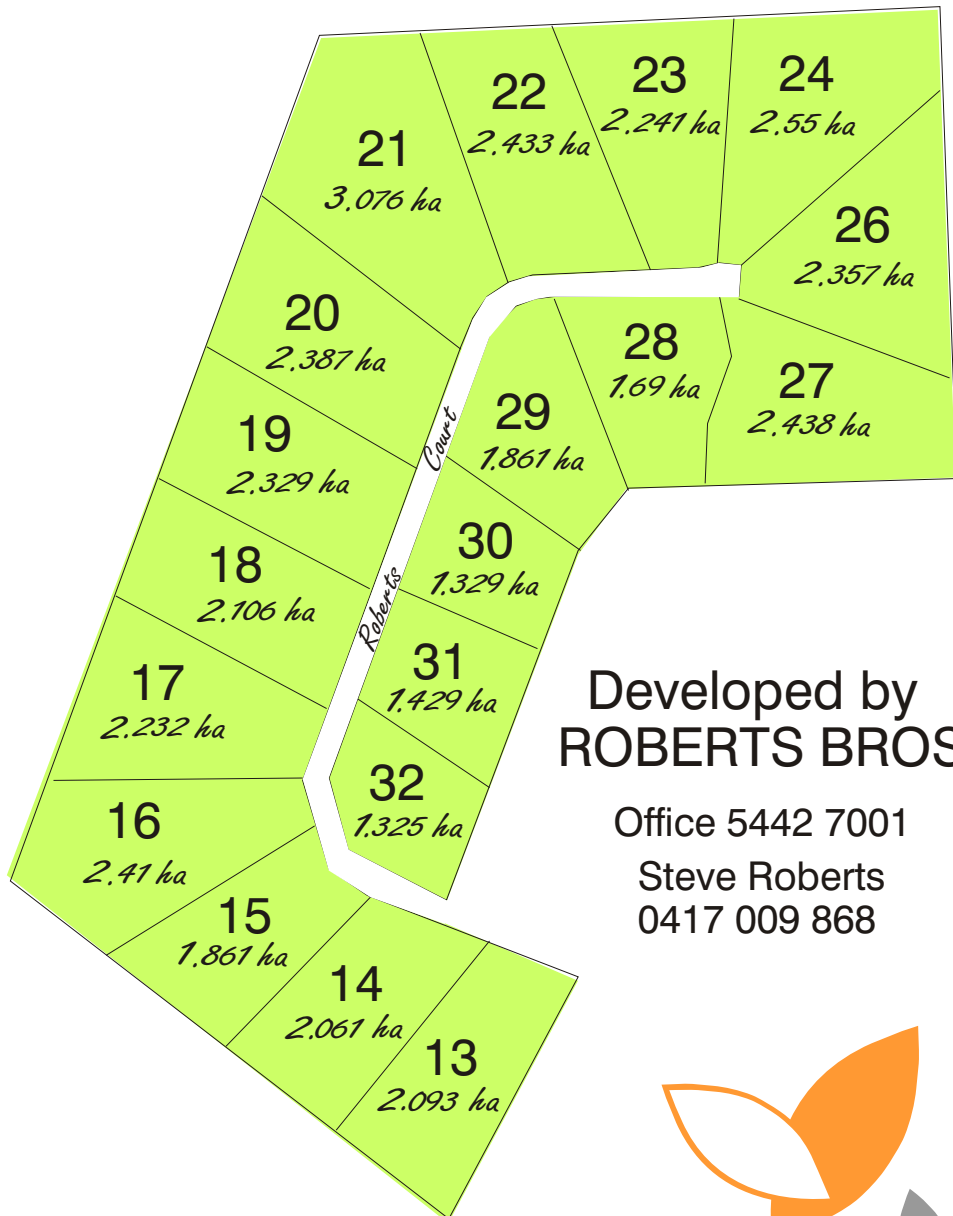 24
2.55 ha
23
2.241 ha
22
2.433 ha
21
3.076 ha
26
2.357 ha
20
2.387 ha
28
1.69 ha
27
2.438 ha
29
1.861 ha
19
2.329 ha
30
1.329 ha
18
2.106 ha
Roberts Court
31
1.429 ha
17
2.232 ha
32
1.325 ha
16
2.41 ha
15
1.861 ha
14
2.061 ha
13
2.093 ha
Developed by
ROBERTS BROS
Office 5442 7001
Steve Roberts
0417 009 868